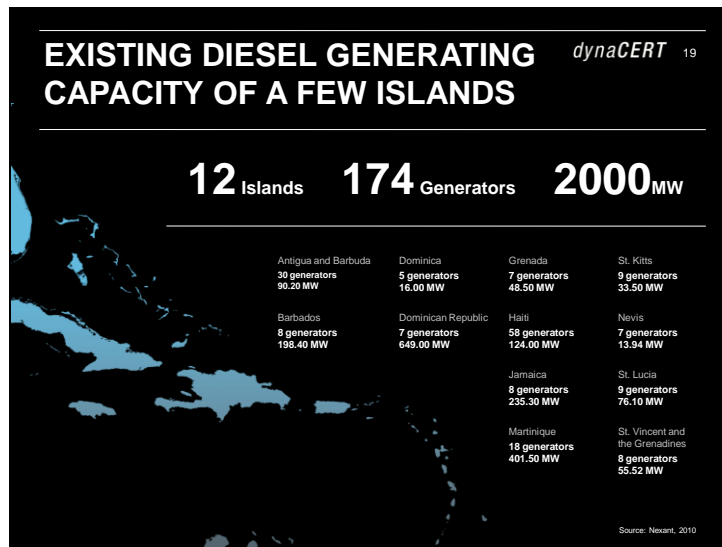 EXISTING DIESEL GENERATING
CAPACITY OF A FEW ISLANDS
dynaCERT
19
12 Islands
174 Generators
2000MW
Antigua and Barbuda
30 generators
90.20 MW
Dominica
5 generators
16.00 MW
Grenada
7 generators
48.50 MW
St. Kitts
9 generators
33.50 MW
Barbados
8 generators
198.40 MW
Dominican Republic
7 generators
649.00 MW
Haiti
58 generators
124.00 MW
Nevis
7 generators
13.94 MW
Jamaica
8 generators
235.30 MW
St. Lucia
9 generators
76.10 MW
Martinique
18 generators
401.50 MW
St. Vincent and
the Grenadines
8 generators
55.52 MW
Source: Nexant, 2010